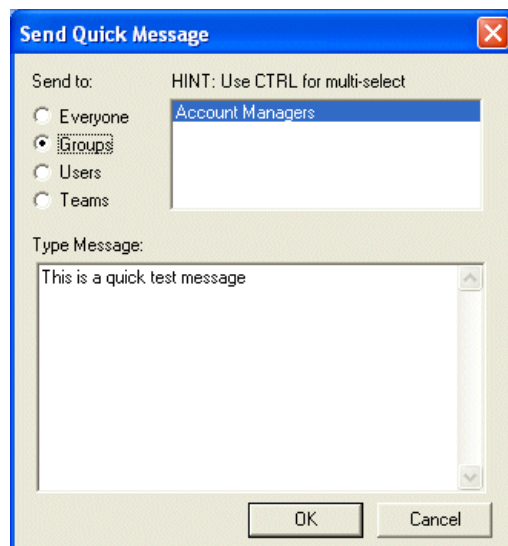 Send Quick Message
Send to:
HINT: Use CTRL for multi-select
Everyone
Groups
Users
Teams
Account Managers
Type Message:
This is a quick test message
OK
Cancel